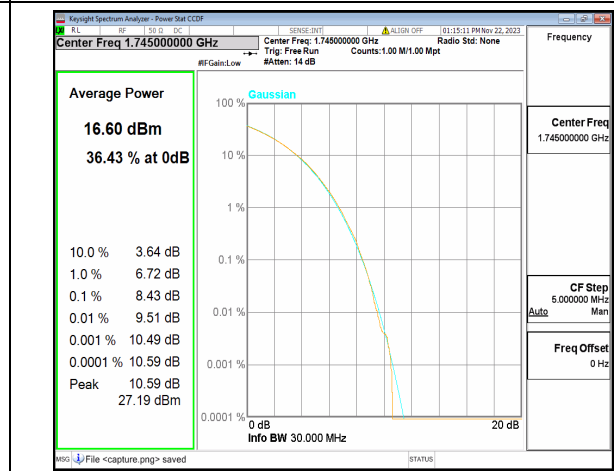 Keysight Spectrum Analyzer - Power Stat CCDF
RL RF 50 Ω DC SENSE:INT ALIGN OFF 01:15:11 PM Nov 22, 2023
Center Freq 1.745000000 GHz
Center Freq: 1.745000000 GHz Radio Std: None
Trig: Free Run Counts:1.00 M/1.00 Mpt
#IFGain:Low #Atten: 14 dB
Frequency
Average Power
16.60 dBm
36.43 % at 0dB
10.0 % 3.64 dB
1.0 % 6.72 dB
0.1 % 8.43 dB
0.01 % 9.51 dB
0.001 % 10.49 dB
0.0001 % 10.59 dB
Peak 10.59 dB
27.19 dBm
Gaussian
100 %
10 %
1 %
0.1 %
0.01 %
0.001 %
0.0001 %
0 dB 20 dB
Info BW 30.000 MHz
Center Freq
1.745000000 GHz
CF Step
5.000000 MHz
Auto Man
Freq Offset
0 Hz
MSG File <capture.png> saved STATUS